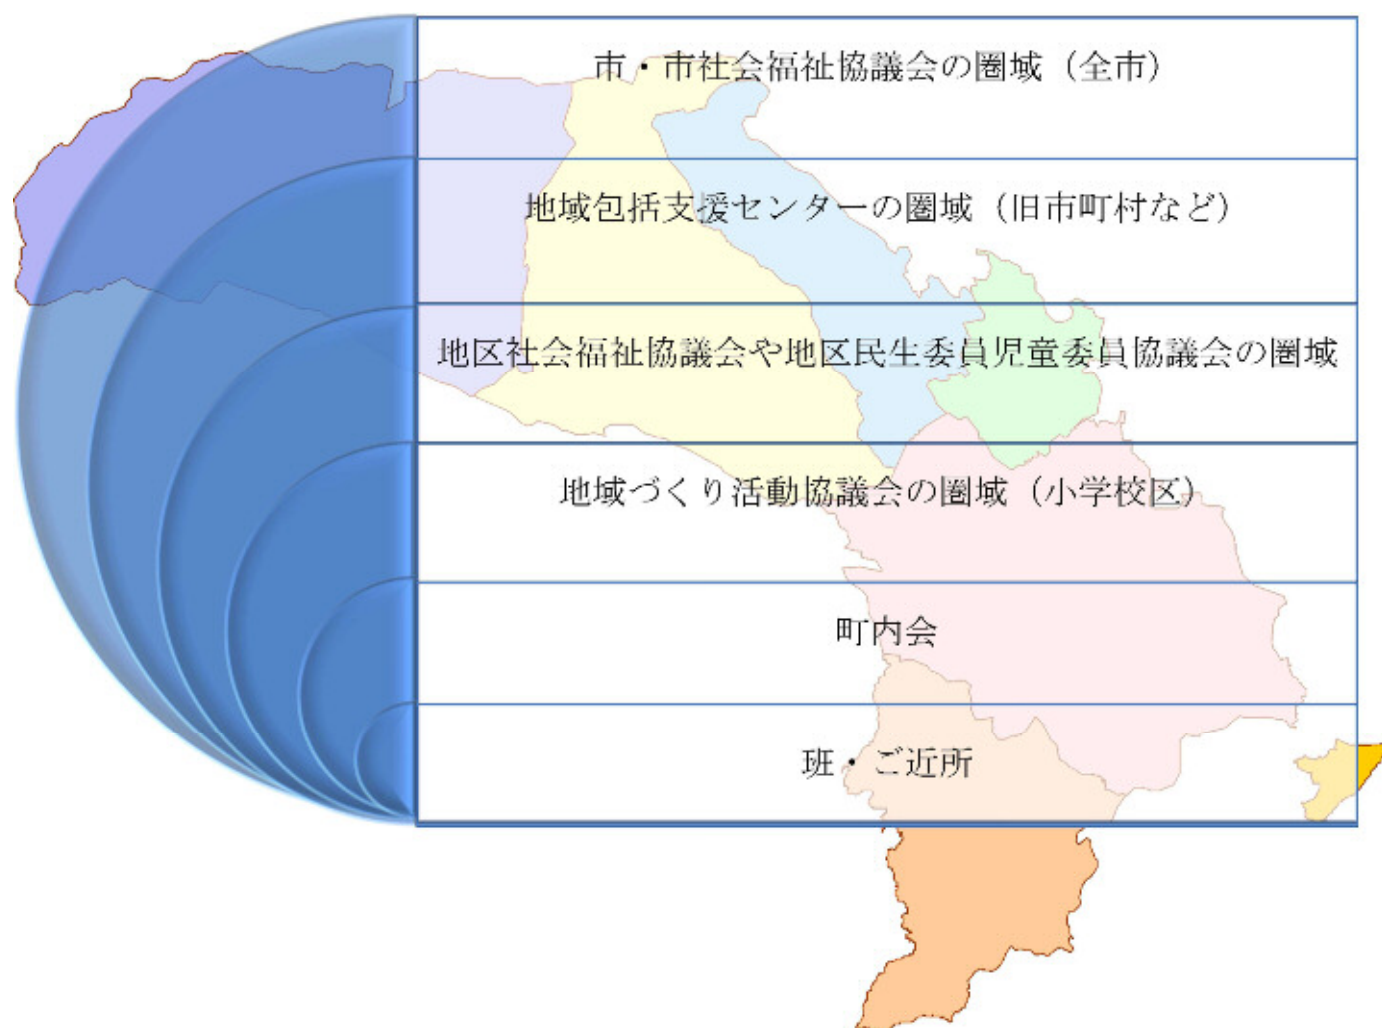 市・市社会福祉協議会の圏域（全市）
地域包括支援センターの圏域（旧市町村など）
地区社会福祉協議会や地区民生委員児童委員協議会の圏域
地域づくり活動協議会の圏域（小学校区）
町内会
班・ご近所